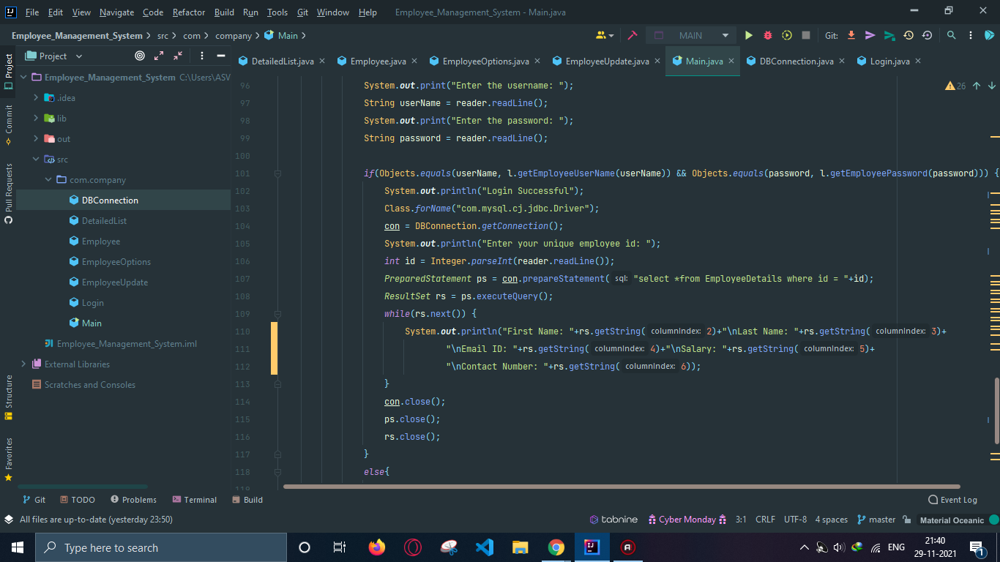 File Edit View Navigate Code Refactor Build Run Tools Git Window Help Employee_Management_System - Main.java
Employee_Management_System src com company Main MAIN Git:
Project
DetailedList.java Employee.java EmployeeOptions.java EmployeeUpdate.java Main.java DBConnection.java Login.java
Project
Commit
Pull Requests
Structure
Favorites
Employee_Management_System C:\Users\ASV
.idea
lib
out
src
com.company
DBConnection
DetailedList
Employee
EmployeeOptions
EmployeeUpdate
Login
Main
Employee_Management_System.iml
External Libraries
Scratches and Consoles
26
96 System.out.print("Enter the username: ");
97 String userName = reader.readLine();
98 System.out.print("Enter the password: ");
99 String password = reader.readLine();
100
101 if(Objects.equals(userName, l.getEmployeeUserName(userName)) && Objects.equals(password, l.getEmployeePassword(password))) {
102 System.out.println("Login Successful");
103 Class.forName("com.mysql.cj.jdbc.Driver");
104 con = DBConnection.getConnection();
105 System.out.println("Enter your unique employee id: ");
106 int id = Integer.parseInt(reader.readLine());
107 PreparedStatement ps = con.prepareStatement( sql: "select *from EmployeeDetails where id = "+id);
108 ResultSet rs = ps.executeQuery();
109 while(rs.next()) {
110 System.out.println("First Name: "+rs.getString( columnIndex: 2)+"\nLast Name: "+rs.getString( columnIndex: 3)+
111 "\nEmail ID: "+rs.getString( columnIndex: 4)+"\nSalary: "+rs.getString( columnIndex: 5)+
112 "\nContact Number: "+rs.getString( columnIndex: 6));
113 }
114 con.close();
115 ps.close();
116 rs.close();
117 }
118 else{
119
Git TODO Problems Terminal Build Event Log
All files are up-to-date (yesterday 23:50) tabnine Cyber Monday 3:1 CRLF UTF-8 4 spaces master Material Oceanic
Type here to search ENG 21:40
29-11-2021 1